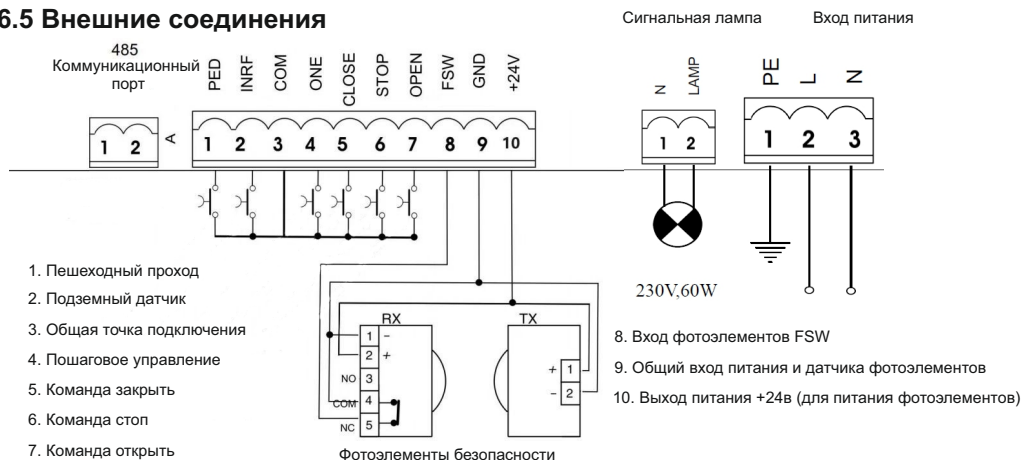 6.5 Внешние соединения
Сигнальная лампа
Вход питания
485
Коммуникационный
порт
PED
INRF
COM
ONE
CLOSE
STOP
OPEN
FSW
GND
+24V
N
LAMP
PE
L
N
1 2
A
1 2 3 4 5 6 7 8 9 10
1 2
1 2 3
230V,60W
1. Пешеходный проход
2. Подземный датчик
3. Общая точка подключения
4. Пошаговое управление
5. Команда закрыть
6. Команда стоп
7. Команда открыть
RX
1 -
2 +
NO 3
COM 4
NC 5
TX
+ 1
- 2
Фотоэлементы безопасности
8. Вход фотоэлементов FSW
9. Общий вход питания и датчика фотоэлементов
10. Выход питания +24в (для питания фотоэлементов)